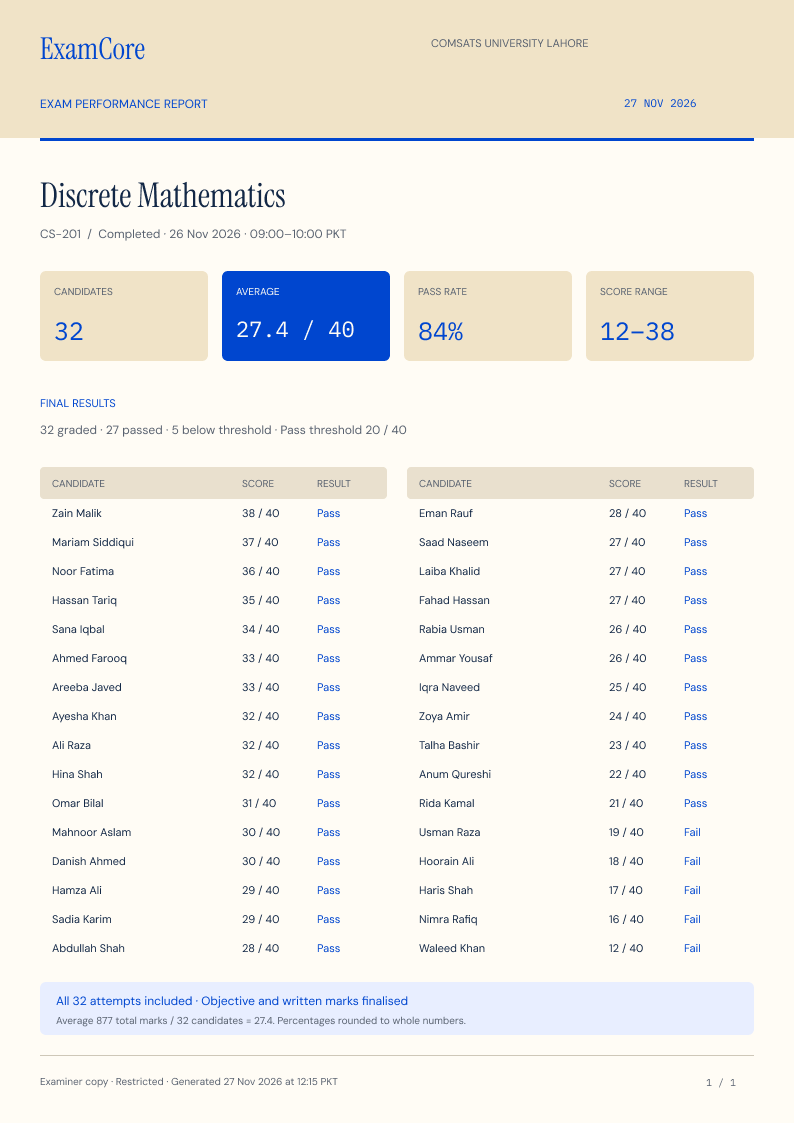 ExamCore
COMSATS UNIVERSITY LAHORE
EXAM PERFORMANCE REPORT
27 NOV 2026
Discrete Mathematics
CS-201 / Completed · 26 Nov 2026 · 09:00–10:00 PKT
CANDIDATES
32
AVERAGE
27.4 / 40
PASS RATE
84%
SCORE RANGE
12–38
FINAL RESULTS
32 graded · 27 passed · 5 below threshold · Pass threshold 20 / 40
CANDIDATE SCORE RESULT
Zain Malik 38 / 40 Pass
Mariam Siddiqui 37 / 40 Pass
Noor Fatima 36 / 40 Pass
Hassan Tariq 35 / 40 Pass
Sana Iqbal 34 / 40 Pass
Ahmed Farooq 33 / 40 Pass
Areeba Javed 33 / 40 Pass
Ayesha Khan 32 / 40 Pass
Ali Raza 32 / 40 Pass
Hina Shah 32 / 40 Pass
Omar Bilal 31 / 40 Pass
Mahnoor Aslam 30 / 40 Pass
Danish Ahmed 30 / 40 Pass
Hamza Ali 29 / 40 Pass
Sadia Karim 29 / 40 Pass
Abdullah Shah 28 / 40 Pass
CANDIDATE SCORE RESULT
Eman Rauf 28 / 40 Pass
Saad Naseem 27 / 40 Pass
Laiba Khalid 27 / 40 Pass
Fahad Hassan 27 / 40 Pass
Rabia Usman 26 / 40 Pass
Ammar Yousaf 26 / 40 Pass
Iqra Naveed 25 / 40 Pass
Zoya Amir 24 / 40 Pass
Talha Bashir 23 / 40 Pass
Anum Qureshi 22 / 40 Pass
Rida Kamal 21 / 40 Pass
Usman Raza 19 / 40 Fail
Hoorain Ali 18 / 40 Fail
Haris Shah 17 / 40 Fail
Nimra Rafiq 16 / 40 Fail
Waleed Khan 12 / 40 Fail
All 32 attempts included · Objective and written marks finalised
Average 877 total marks / 32 candidates = 27.4. Percentages rounded to whole numbers.
Examiner copy · Restricted · Generated 27 Nov 2026 at 12:15 PKT
1 / 1